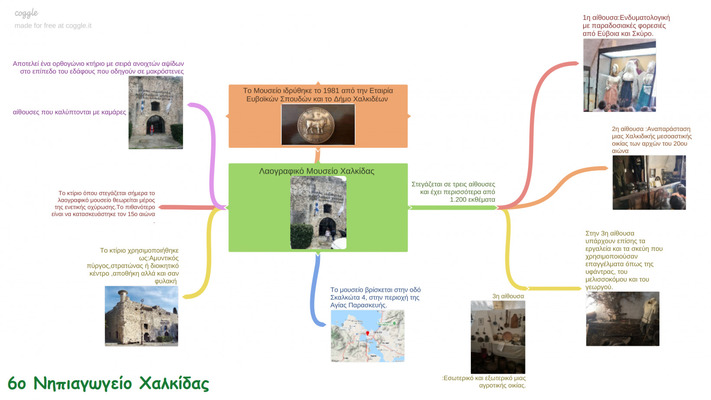 coggle
made for free at coggle.it
Αποτελεί ένα ορθογώνιο κτήριο με σειρά ανοιχτών αψίδων
στο επίπεδο του εδάφους που οδηγούν σε μακρόστενες
αίθουσες που καλύπτονται με καμάρες
Το κτίριο όπου στεγάζεται σήμερα το
λαογραφικό μουσείο θεωρείται μέρος
της ενετικής οχύρωσης.Το πιθανότερο
είναι να κατασκευάστηκε τον 15ο αιώνα
.
Το κτίριο χρησιμοποιήθηκε
ως:Αμυντικός
πύργος,στρατώνας ή διοικητικό
κέντρο ,αποθήκη αλλά και σαν
φυλακή
6ο Νηπιαγωγείο Χαλκίδας
Το Μουσείο ιδρύθηκε το 1981 από την Εταιρία
Ευβοϊκών Σπουδών και το Δήμο Χαλκιδέων
Λαογραφικό Μουσείο Χαλκίδας
Το μουσείο βρίσκεται στην οδό
Σκαλκώτα 4, στην περιοχή της
Αγίας Παρασκευής.
Στεγάζεται σε τρεις αίθουσες
και έχει περισσότερα από
1.200 εκθέματα
1η αίθουσα:Ενδυματολογική
με παραδοσιακές φορεσιές
από Εύβοια και Σκύρο.
2η αίθουσα :Αναπαράσταση
μιας Χαλκιδικής μεσοαστικής
οικίας των αρχών του 20ου
αιώνα
Στην 3η αίθουσα
υπάρχουν επίσης τα
εργαλεία και τα σκεύη που
χρησιμοποιούσαν
επαγγέλματα όπως της
υφάντρας, του
μελισσοκόμου και του
γεωργού.
3η αίθουσα
:Εσωτερικό και εξωτερικό μιας
αγροτικής οικίας.